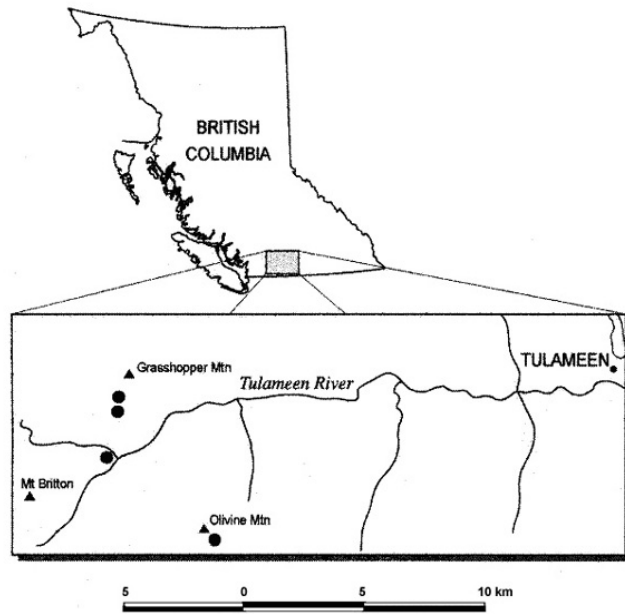 BRITISH
COLUMBIA
TULAMEEN
Grasshopper Mtn
Tulameen River
Mt Britton
Olivine Mtn
5 0 5 10 km